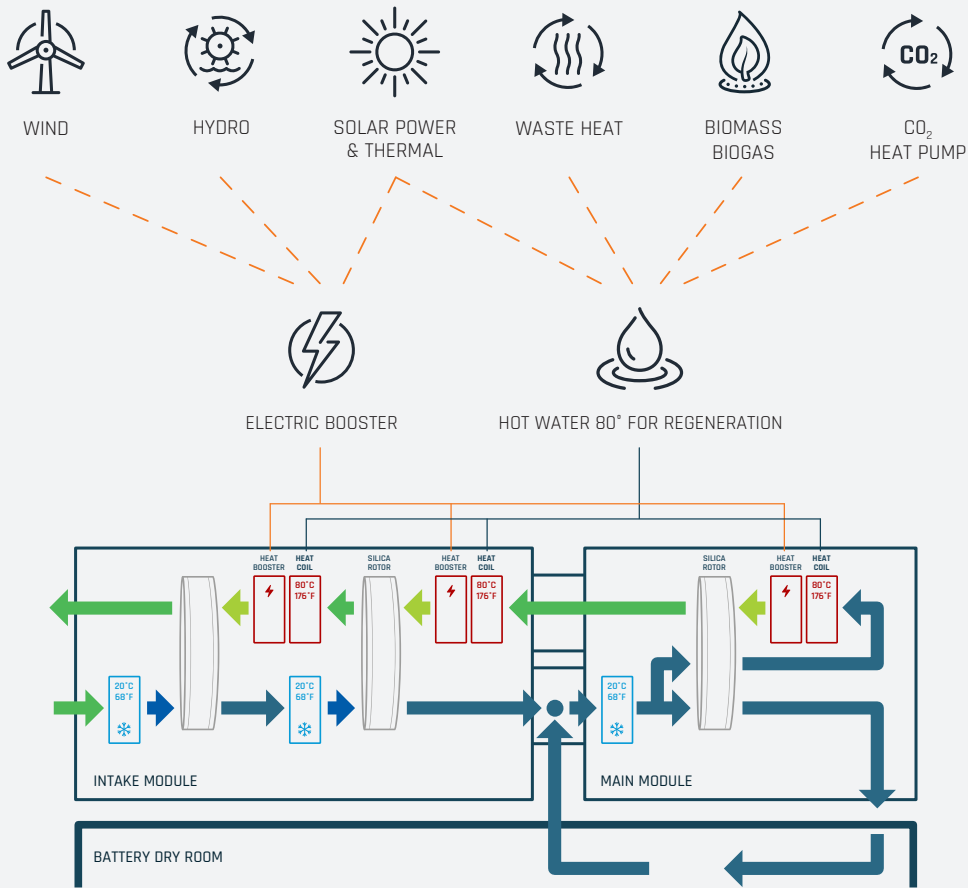 CO₂
WIND
HYDRO
SOLAR POWER
& THERMAL
WASTE HEAT
BIOMASS
BIOGAS
CO₂
HEAT PUMP
ELECTRIC BOOSTER
HOT WATER 80° FOR REGENERATION
HEAT
BOOSTER
HEAT
COIL
SILICA
ROTOR
HEAT
BOOSTER
HEAT
COIL
SILICA
ROTOR
HEAT
BOOSTER
HEAT
COIL
80°C
176°F
80°C
176°F
80°C
176°F
20°C
68°F
20°C
68°F
20°C
68°F
INTAKE MODULE
MAIN MODULE
BATTERY DRY ROOM